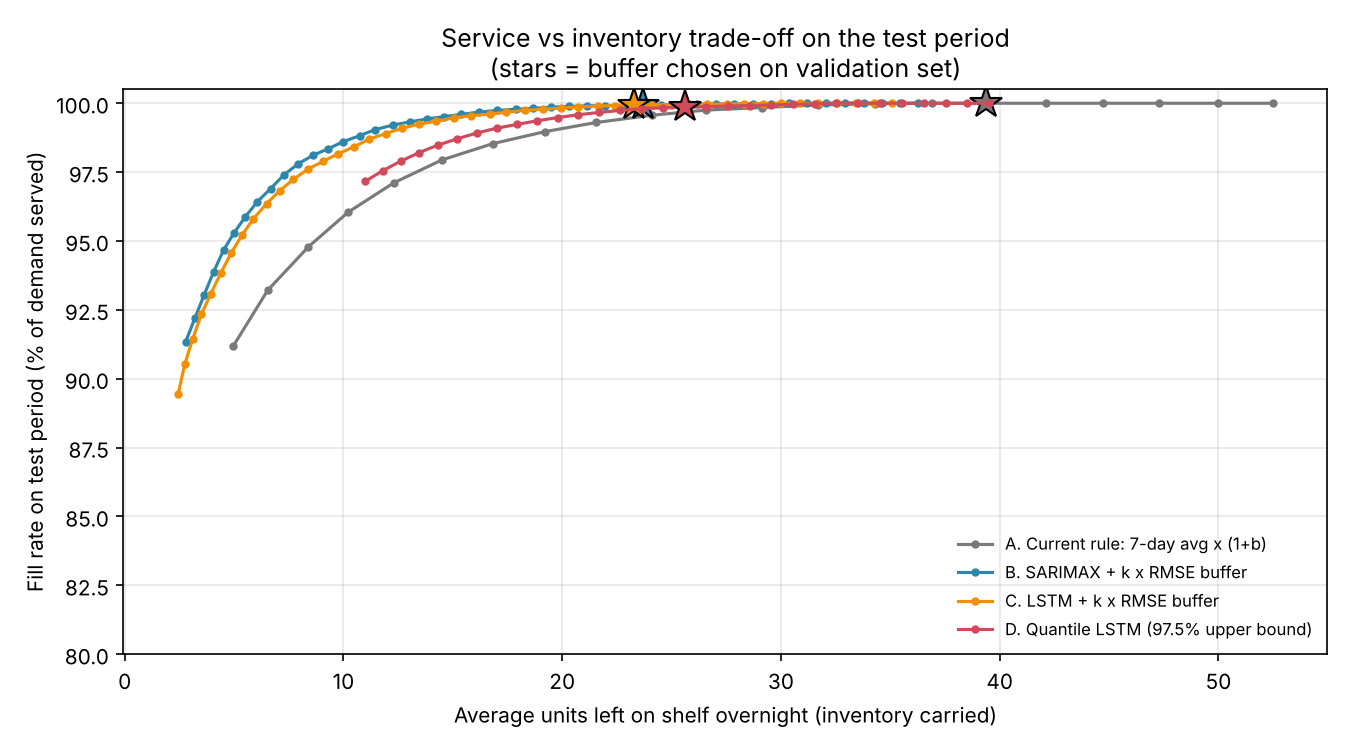 Service vs inventory trade-off on the test period
(stars = buffer chosen on validation set)
Fill rate on test period (% of demand served)
100.0
97.5
95.0
92.5
90.0
87.5
85.0
82.5
80.0
A. Current rule: 7-day avg x (1+b)
B. SARIMAX + k x RMSE buffer
C. LSTM + k x RMSE buffer
D. Quantile LSTM (97.5% upper bound)
0 10 20 30 40 50
Average units left on shelf overnight (inventory carried)